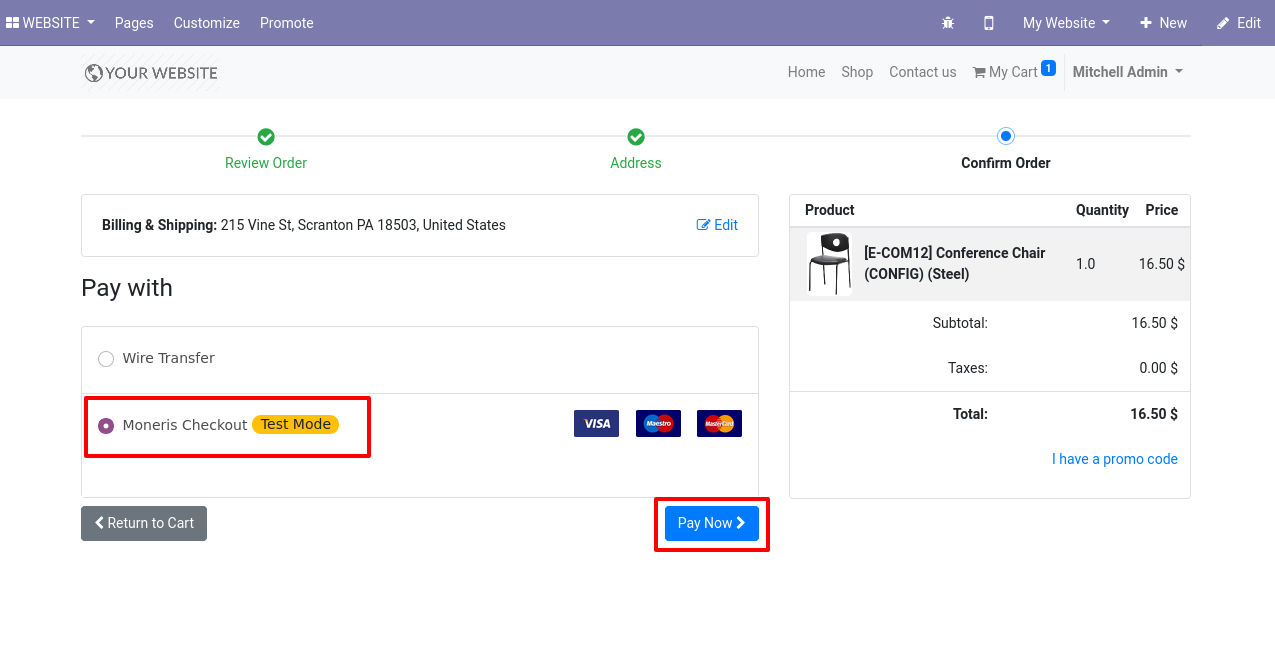 WEBSITE Pages Customize Promote My Website New Edit
YOUR WEBSITE Home Shop Contact us My Cart 1 Mitchell Admin
Review Order Address Confirm Order
Billing & Shipping: 215 Vine St, Scranton PA 18503, United States Edit
Pay with
Wire Transfer
Moneris Checkout Test Mode VISA Maestro MasterCard
Return to Cart Pay Now
Product Quantity Price
[E-COM12] Conference Chair
(CONFIG) (Steel) 1.0 16.50 $
Subtotal: 16.50 $
Taxes: 0.00 $
Total: 16.50 $
I have a promo code